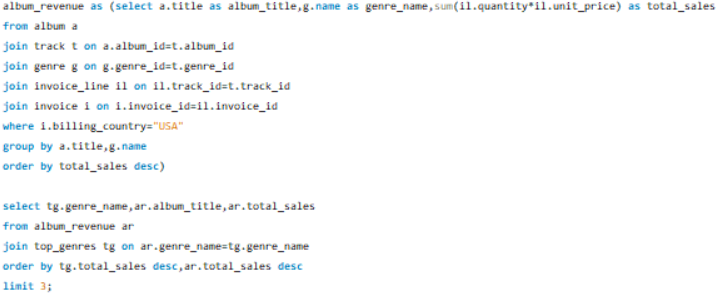 album_revenue as (select a.title as album_title,g.name as genre_name,sum(il.quantity*il.unit_price) as total_sales
from album a
join track t on a.album_id=t.album_id
join genre g on g.genre_id=t.genre_id
join invoice_line il on il.track_id=t.track_id
join invoice i on i.invoice_id=il.invoice_id
where i.billing_country="USA"
group by a.title,g.name
order by total_sales desc)
select tg.genre_name,ar.album_title,ar.total_sales
from album_revenue ar
join top_genres tg on ar.genre_name=tg.genre_name
order by tg.total_sales desc,ar.total_sales desc
limit 3;